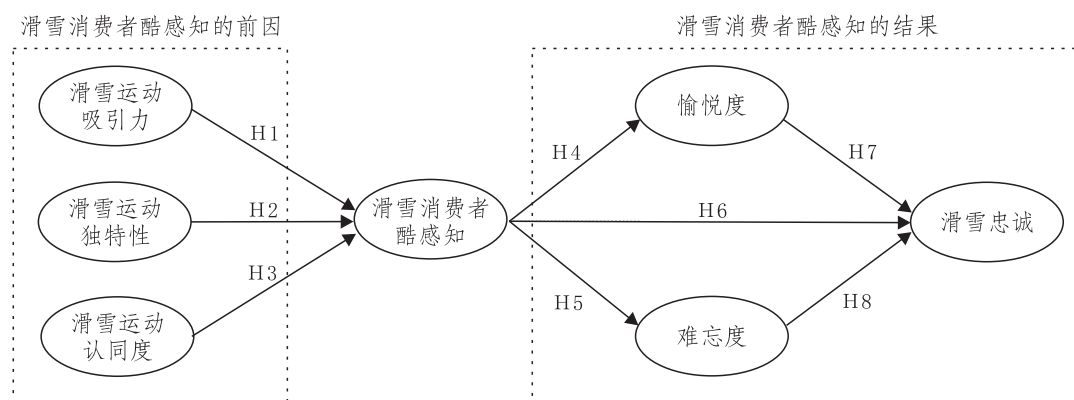 滑雪消费者酷感知的前因
滑雪消费者酷感知的结果
滑雪运动
吸引力
H1
滑雪运动
独特性
H2
滑雪运动
认同度
H3
滑雪消费者
酷感知
H4
愉悦度
H7
H6
滑雪忠诚
H5
难忘度
H8